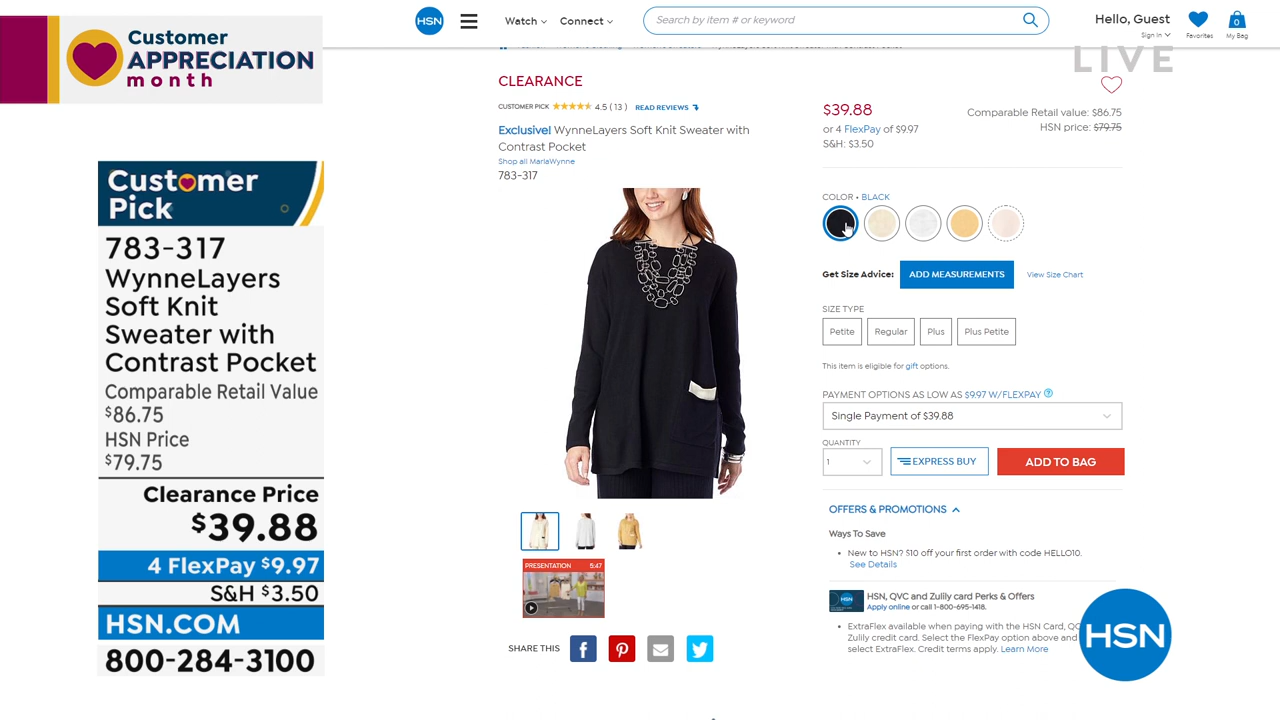 Customer
APPRECIATION
month
Customer
Pick
783-317
WynneLayers
Soft Knit
Sweater with
Contrast Pocket
Comparable Retail Value
$86.75
HSN Price
$79.75
Clearance Price
$39.88
4 FlexPay $9.97
S&H $3.50
HSN.COM
800-284-3100
HSN
Watch
Connect
Search by item # or keyword
Hello, Guest
Sign in
Favorites
0
My Bag
LIVE
CLEARANCE
CUSTOMER PICK 4.5 ( 13 ) READ REVIEWS
Exclusive! WynneLayers Soft Knit Sweater with
Contrast Pocket
Shop all MarlaWynne
783-317
PRESENTATION 5:47
SHARE THIS
$39.88
or 4 FlexPay of $9.97
S&H: $3.50
Comparable Retail value: $86.75
HSN price: $79.75
COLOR • BLACK
Get Size Advice: ADD MEASUREMENTS View Size Chart
SIZE TYPE
Petite Regular Plus Plus Petite
This item is eligible for gift options.
PAYMENT OPTIONS AS LOW AS $9.97 W/FLEXPAY ?
Single Payment of $39.88
QUANTITY
1 EXPRESS BUY ADD TO BAG
OFFERS & PROMOTIONS
Ways To Save
• New to HSN? $10 off your first order with code HELLO10.
See Details
HSN
HSN, QVC and Zulily card Perks & Offers
Apply online or call 1-800-695-1418.
• ExtraFlex available when paying with the HSN Card,
Zulily credit card. Select the FlexPay option above and
select ExtraFlex. Credit terms apply. Learn More
HSN